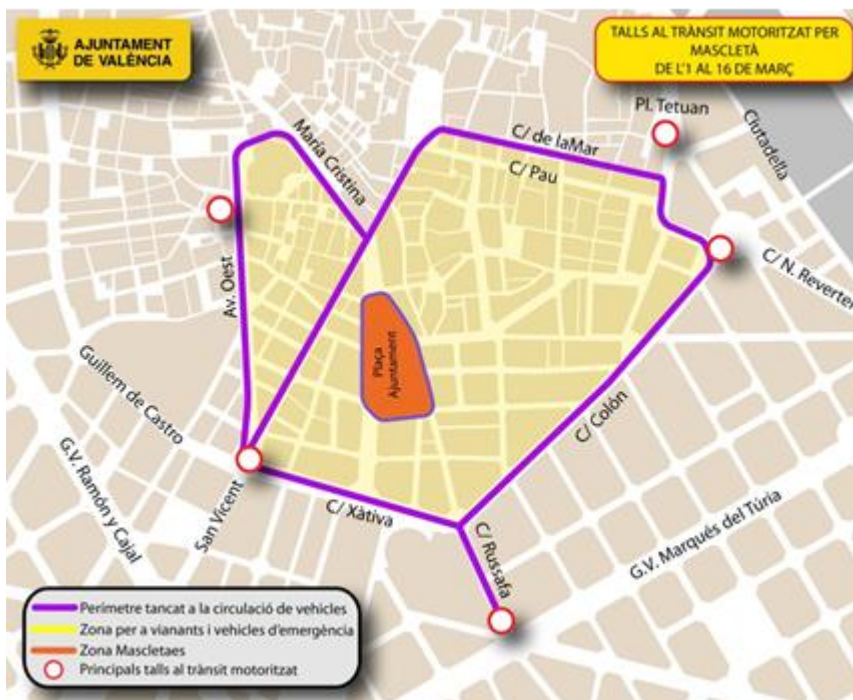 AJUNTAMENT
DE VALÈNCIA
TALLS AL TRÀNSIT MOTORITZAT PER
MASCLETÀ
DE L'1 AL 16 DE MARÇ
Pl. Tetuan
Ciutadella
María Cristina
C/ de laMar
C/ Pau
C/ N. Reverter
Av. Oest
Plaça
Ajuntament
Guillem de Castro
G.V. Ramón y Cajal
San Vicent
C/ Xàtiva
C/ Colón
C/ Russafa
G.V. Marqués del Túria
Perímetre tancat a la circulació de vehicles
Zona per a vianants i vehicles d'emergència
Zona Mascletaes
Principals talls al trànsit motoritzat